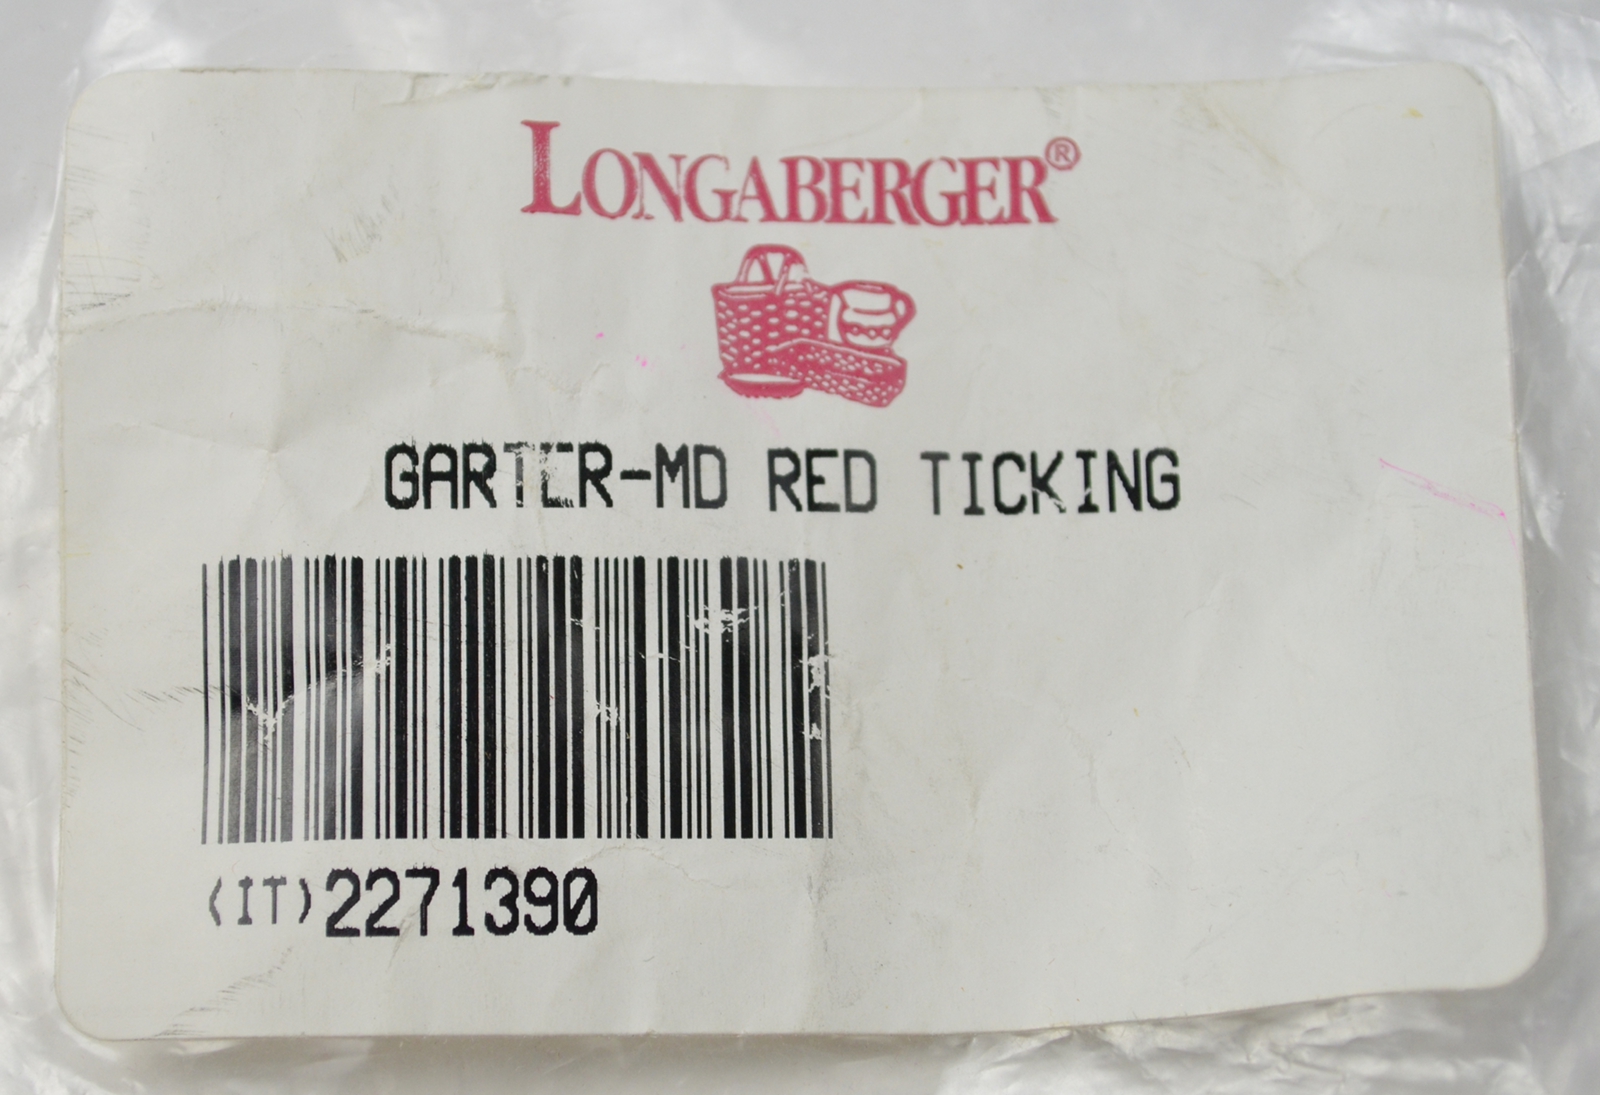 LONGABERGER®
GARTER-MD RED TICKING
(IT)2271390